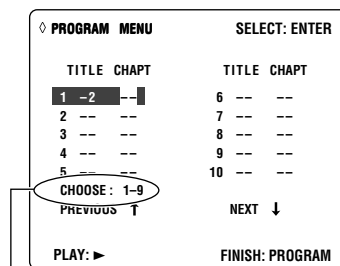 ◊ PROGRAM MENU SELECT: ENTER
TITLE CHAPT TITLE CHAPT
1 –2 –– 6 –– ––
2 –– –– 7 –– ––
3 –– –– 8 –– ––
4 –– –– 9 –– ––
5 –– –– 10 –– ––
CHOOSE: 1–9
PREVIOUS ↑ NEXT ↓
PLAY: ► FINISH: PROGRAM